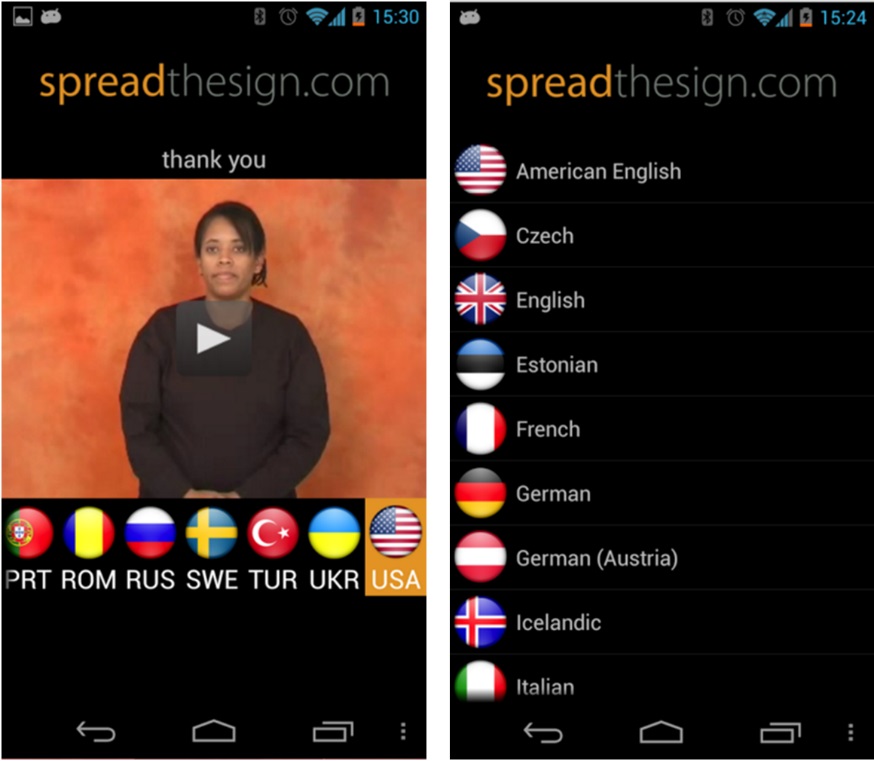 15:30
spreadthesign.com
thank you
PRT ROM RUS SWE TUR UKR USA
15:24
spreadthesign.com
American English
Czech
English
Estonian
French
German
German (Austria)
Icelandic
Italian